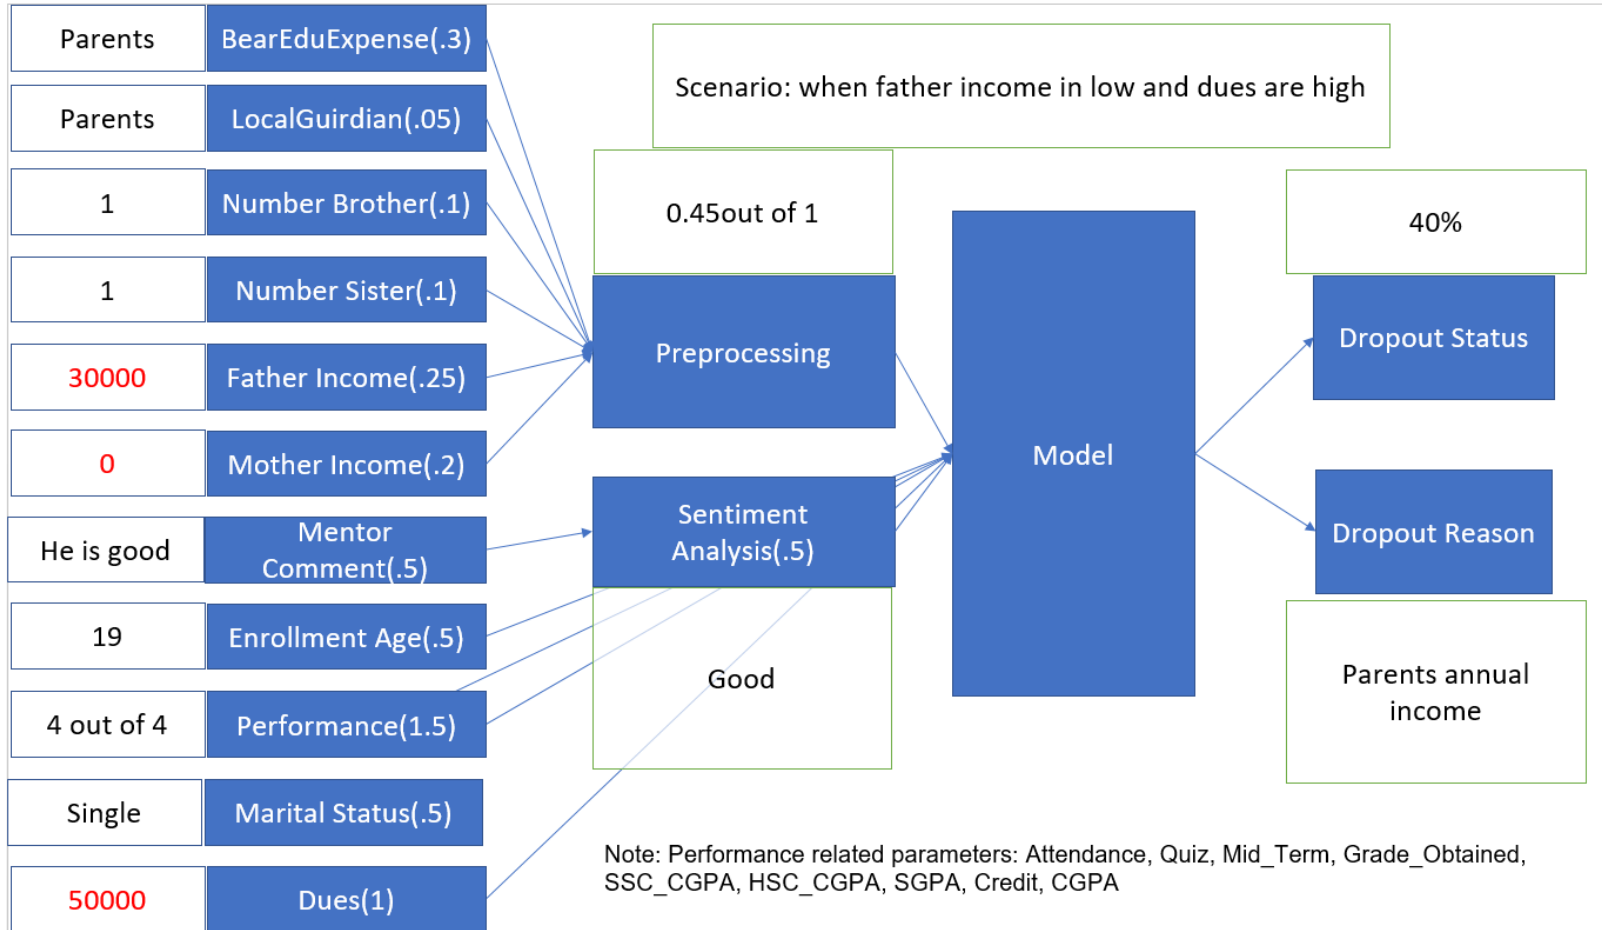 Parents
BearEduExpense(.3)
Scenario: when father income in low and dues are high
Parents
LocalGuirdian(.05)
1
Number Brother(.1)
0.45out of 1
40%
1
Number Sister(.1)
30000
Father Income(.25)
Preprocessing
Dropout Status
0
Mother Income(.2)
Model
He is good
Mentor
Comment(.5)
Sentiment
Analysis(.5)
Dropout Reason
19
Enrollment Age(.5)
Good
Parents annual
income
4 out of 4
Performance(1.5)
Single
Marital Status(.5)
Note: Performance related parameters: Attendance, Quiz, Mid_Term, Grade_Obtained,
SSC_CGPA, HSC_CGPA, SGPA, Credit, CGPA
50000
Dues(1)